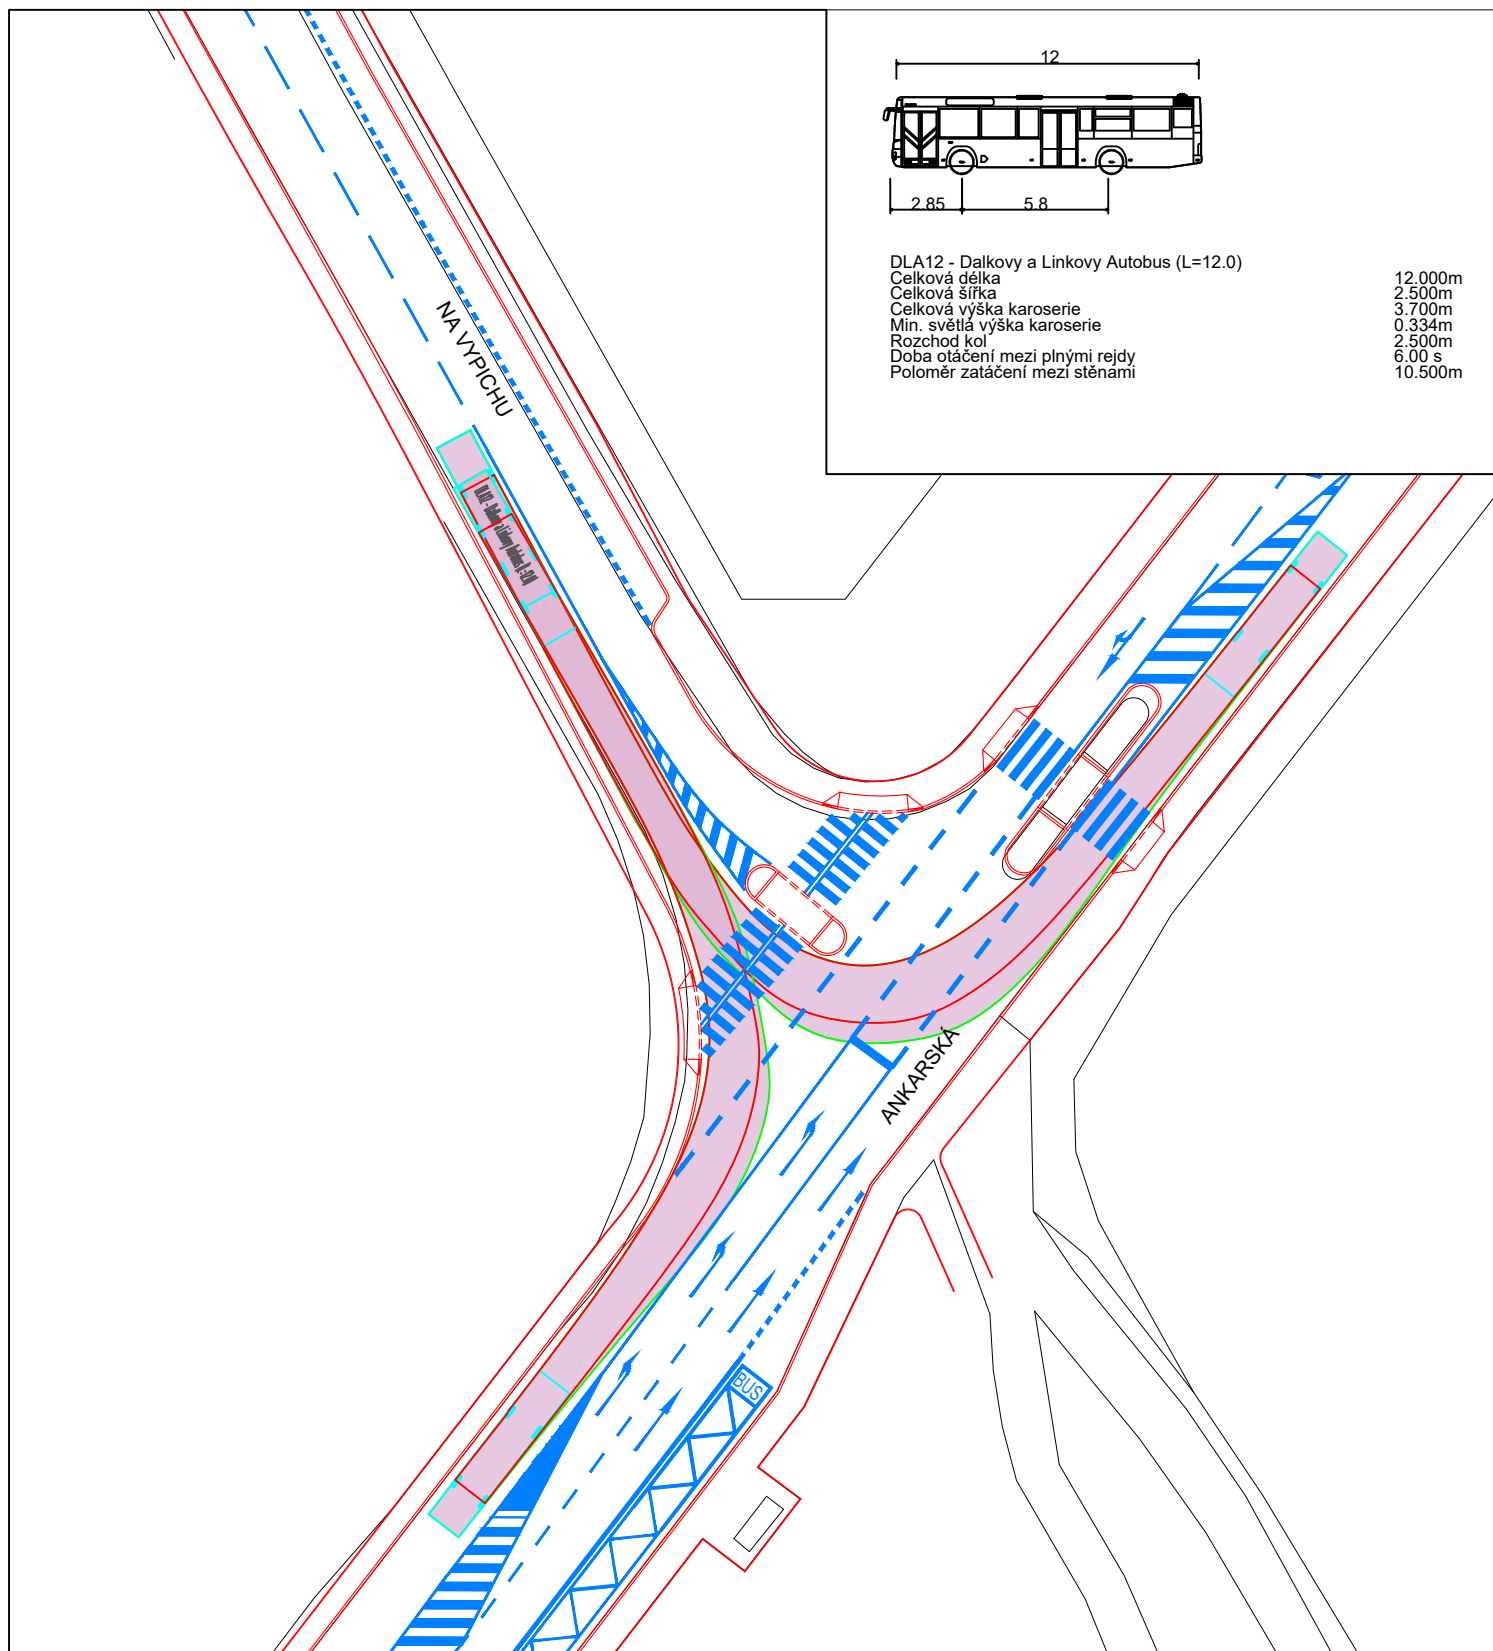 12
2.85 5.8
DLA12 - Dalkovy a Linkovy Autobus (L=12.0)
Celková délka 12.000m
Celková šířka 2.500m
Celková výška karoserie 3.700m
Min. světlá výška karoserie 0.334m
Rozchod kol 2.500m
Doba otáčení mezi plnými rejdy 6.00 s
Poloměr zatáčení mezi stěnami 10.500m
NA VYPICHU
ANKARSKÁ
BUS